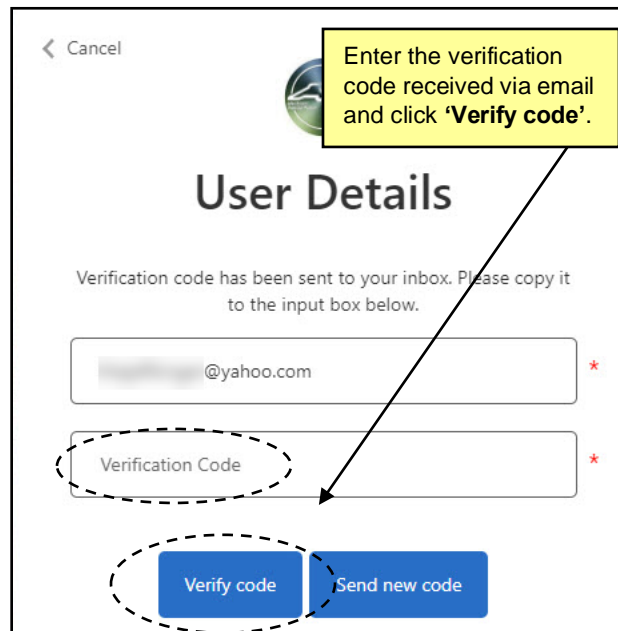 Cancel
Enter the verification
code received via email
and click ‘Verify code’.
User Details
Verification code has been sent to your inbox. Please copy it
to the input box below.
@yahoo.com
*
Verification Code
*
Verify code
Send new code